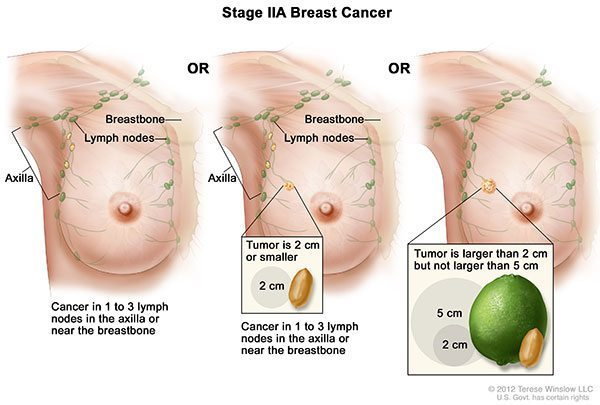 Stage IIA Breast Cancer
OR
OR
Breastbone
Lymph nodes
Axilla
Cancer in 1 to 3 lymph
nodes in the axilla or
near the breastbone
Breastbone
Lymph nodes
Axilla
Tumor is 2 cm
or smaller
2 cm
Cancer in 1 to 3 lymph
nodes in the axilla or
near the breastbone
Tumor is larger than 2 cm
but not larger than 5 cm
5 cm
2 cm
© 2012 Terese Winslow LLC
U.S. Govt. has certain rights